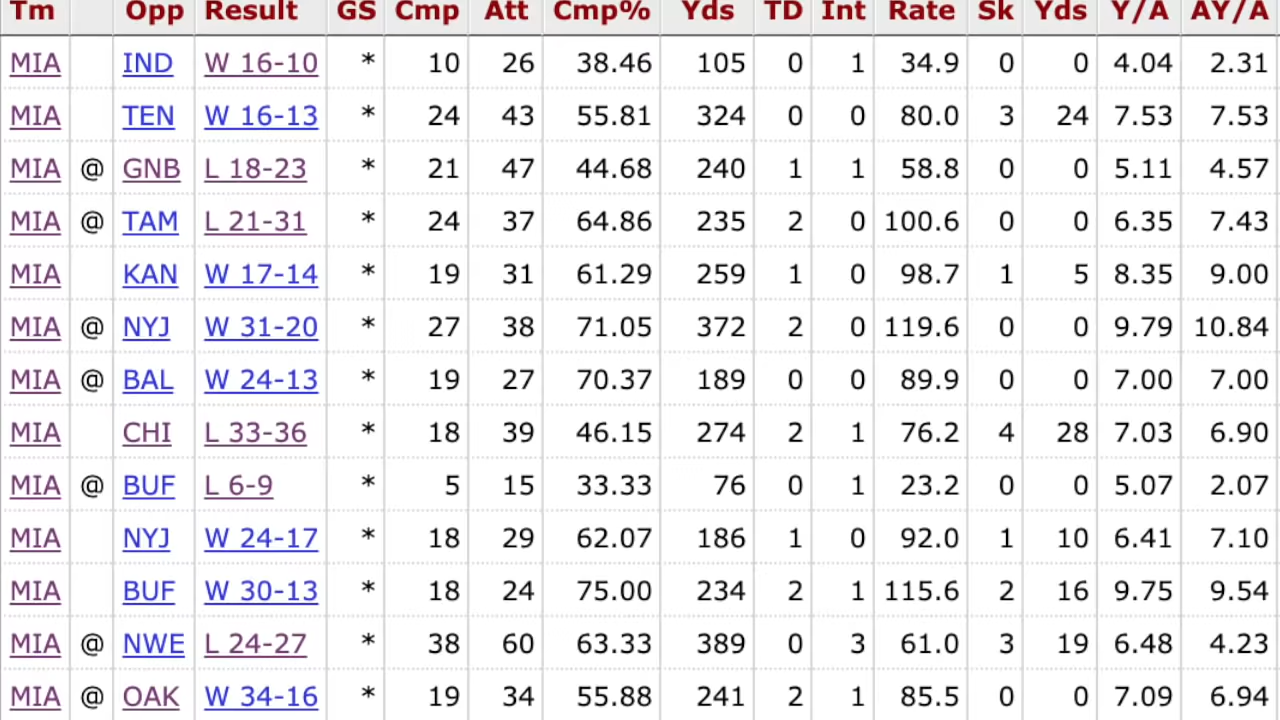 Tm Opp Result GS Cmp Att Cmp% Yds TD Int Rate Sk Yds Y/A AY/A
MIA IND W 16-10 * 10 26 38.46 105 0 1 34.9 0 0 4.04 2.31
MIA TEN W 16-13 * 24 43 55.81 324 0 0 80.0 3 24 7.53 7.53
MIA @ GNB L 18-23 * 21 47 44.68 240 1 1 58.8 0 0 5.11 4.57
MIA @ TAM L 21-31 * 24 37 64.86 235 2 0 100.6 0 0 6.35 7.43
MIA KAN W 17-14 * 19 31 61.29 259 1 0 98.7 1 5 8.35 9.00
MIA @ NYJ W 31-20 * 27 38 71.05 372 2 0 119.6 0 0 9.79 10.84
MIA @ BAL W 24-13 * 19 27 70.37 189 0 0 89.9 0 0 7.00 7.00
MIA CHI L 33-36 * 18 39 46.15 274 2 1 76.2 4 28 7.03 6.90
MIA @ BUF L 6-9 * 5 15 33.33 76 0 1 23.2 0 0 5.07 2.07
MIA NYJ W 24-17 * 18 29 62.07 186 1 0 92.0 1 10 6.41 7.10
MIA BUF W 30-13 * 18 24 75.00 234 2 1 115.6 2 16 9.75 9.54
MIA @ NWE L 24-27 * 38 60 63.33 389 0 3 61.0 3 19 6.48 4.23
MIA @ OAK W 34-16 * 19 34 55.88 241 2 1 85.5 0 0 7.09 6.94